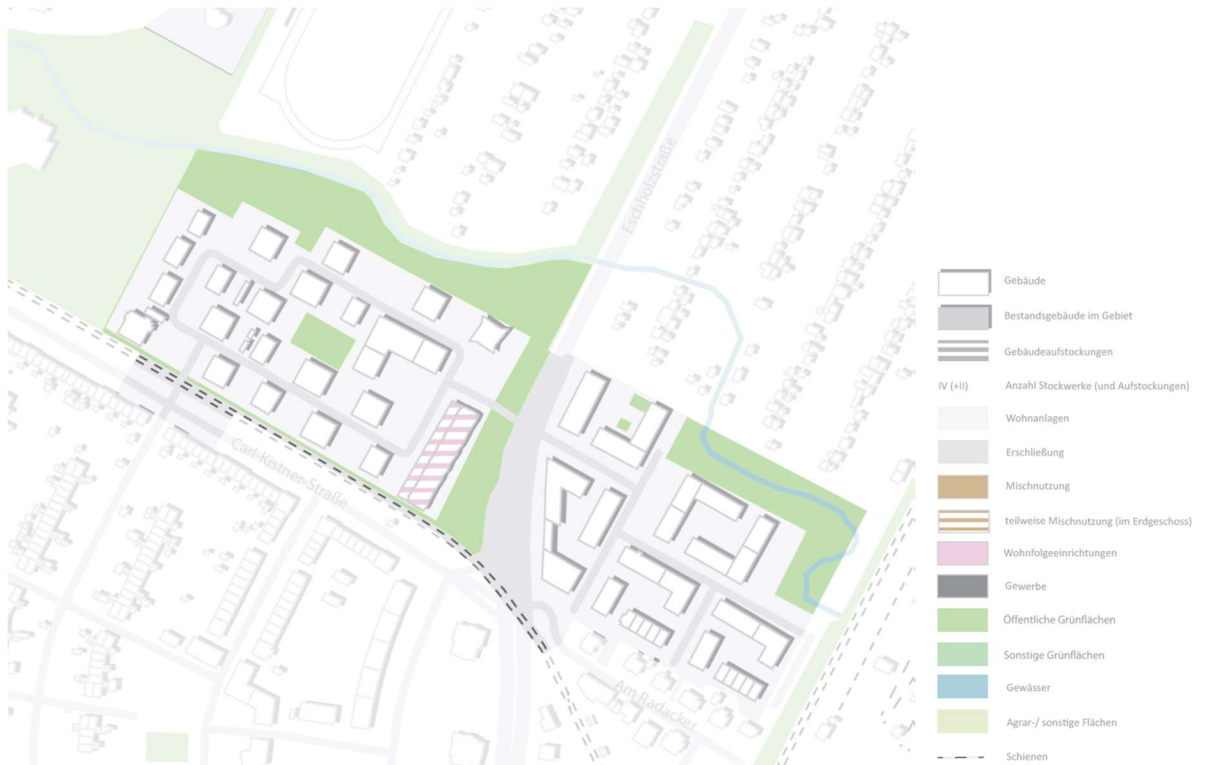 Eschholzstraße
Carl-Kistner-Straße
Am Radacker
Gebäude
Bestandsgebäude im Gebiet
Gebäudeaufstockungen
IV (+II) Anzahl Stockwerke (und Aufstockungen)
Wohnanlagen
Erschließung
Mischnutzung
teilweise Mischnutzung (im Erdgeschoss)
Wohnfolgeeinrichtungen
Gewerbe
Öffentliche Grünflächen
Sonstige Grünflächen
Gewässer
Agrar-/ sonstige Flächen
Schienen